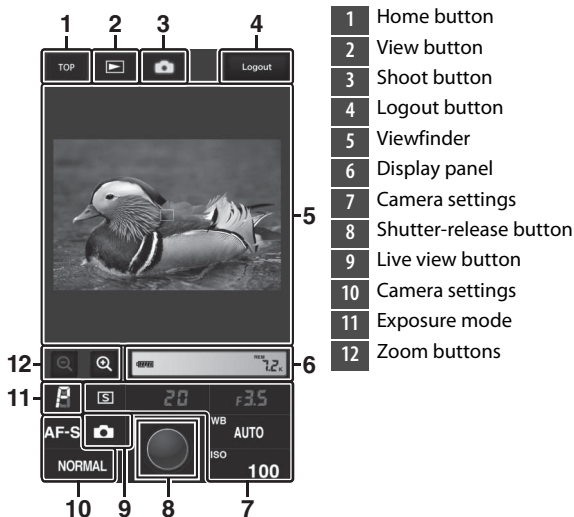 1 2 3 4
TOP Logout
5
12 REM 7.2 K 6
11 P S 20 F3.5
AF-S WB AUTO
NORMAL ISO 100
10 9 8 7
1 Home button
2 View button
3 Shoot button
4 Logout button
5 Viewfinder
6 Display panel
7 Camera settings
8 Shutter-release button
9 Live view button
10 Camera settings
11 Exposure mode
12 Zoom buttons